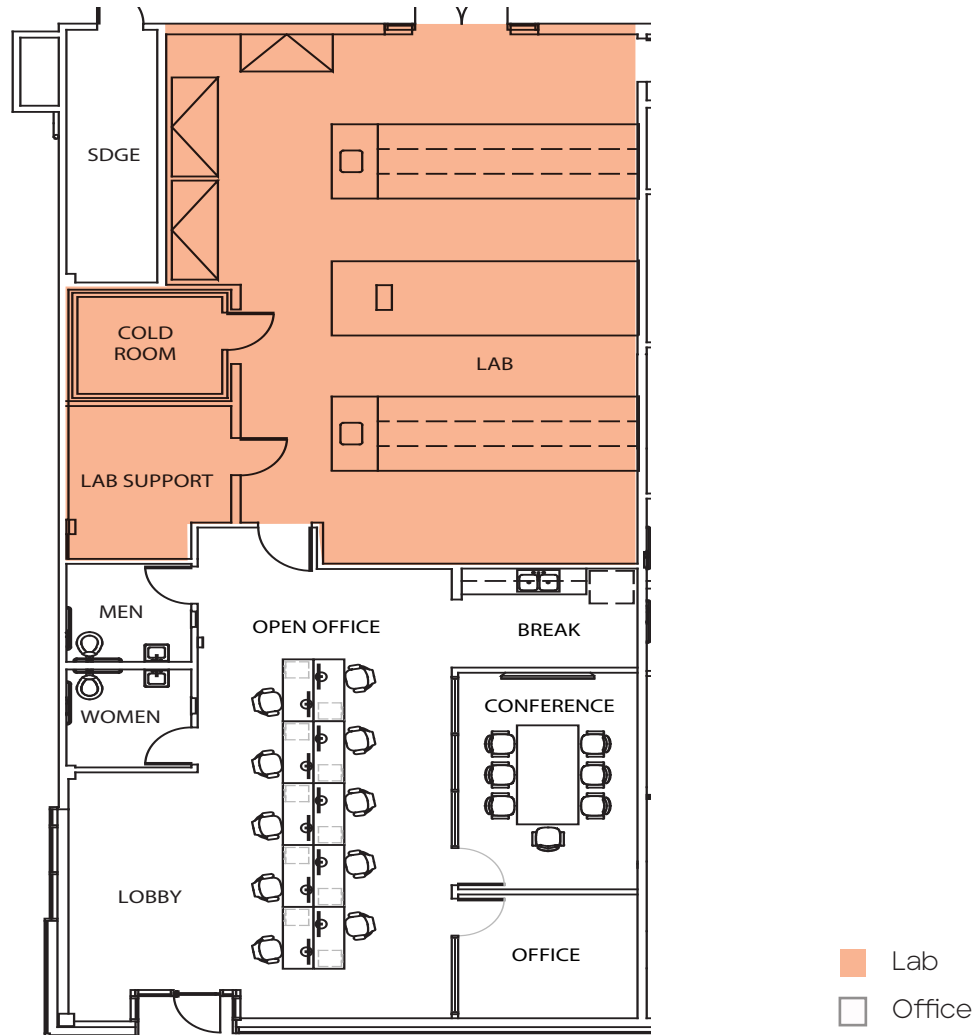 SDGE
COLD
ROOM
LAB
LAB SUPPORT
MEN
OPEN OFFICE
BREAK
WOMEN
CONFERENCE
LOBBY
OFFICE
Lab
Office